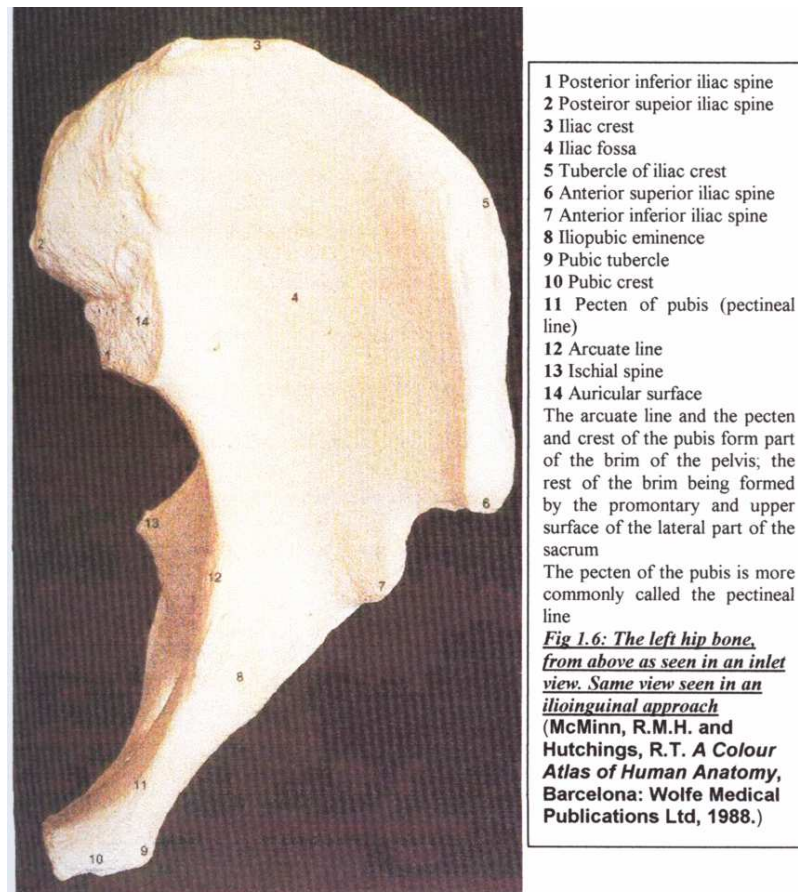 3
5
2
4
14
1
6
13
12
7
8
11
10
9
1 Posterior inferior iliac spine
2 Posteiror supeior iliac spine
3 Iliac crest
4 Iliac fossa
5 Tubercle of iliac crest
6 Anterior superior iliac spine
7 Anterior inferior iliac spine
8 Iliopubic eminence
9 Pubic tubercle
10 Pubic crest
11 Pecten of pubis (pectineal
line)
12 Arcuate line
13 Ischial spine
14 Auricular surface
The arcuate line and the pecten
and crest of the pubis form part
of the brim of the pelvis; the
rest of the brim being formed
by the promontary and upper
surface of the lateral part of the
sacrum
The pecten of the pubis is more
commonly called the pectineal
line
Fig 1.6: The left hip bone,
from above as seen in an inlet
view. Same view seen in an
ilioinguinal approach
(McMinn, R.M.H. and
Hutchings, R.T. A Colour
Atlas of Human Anatomy,
Barcelona: Wolfe Medical
Publications Ltd, 1988.)